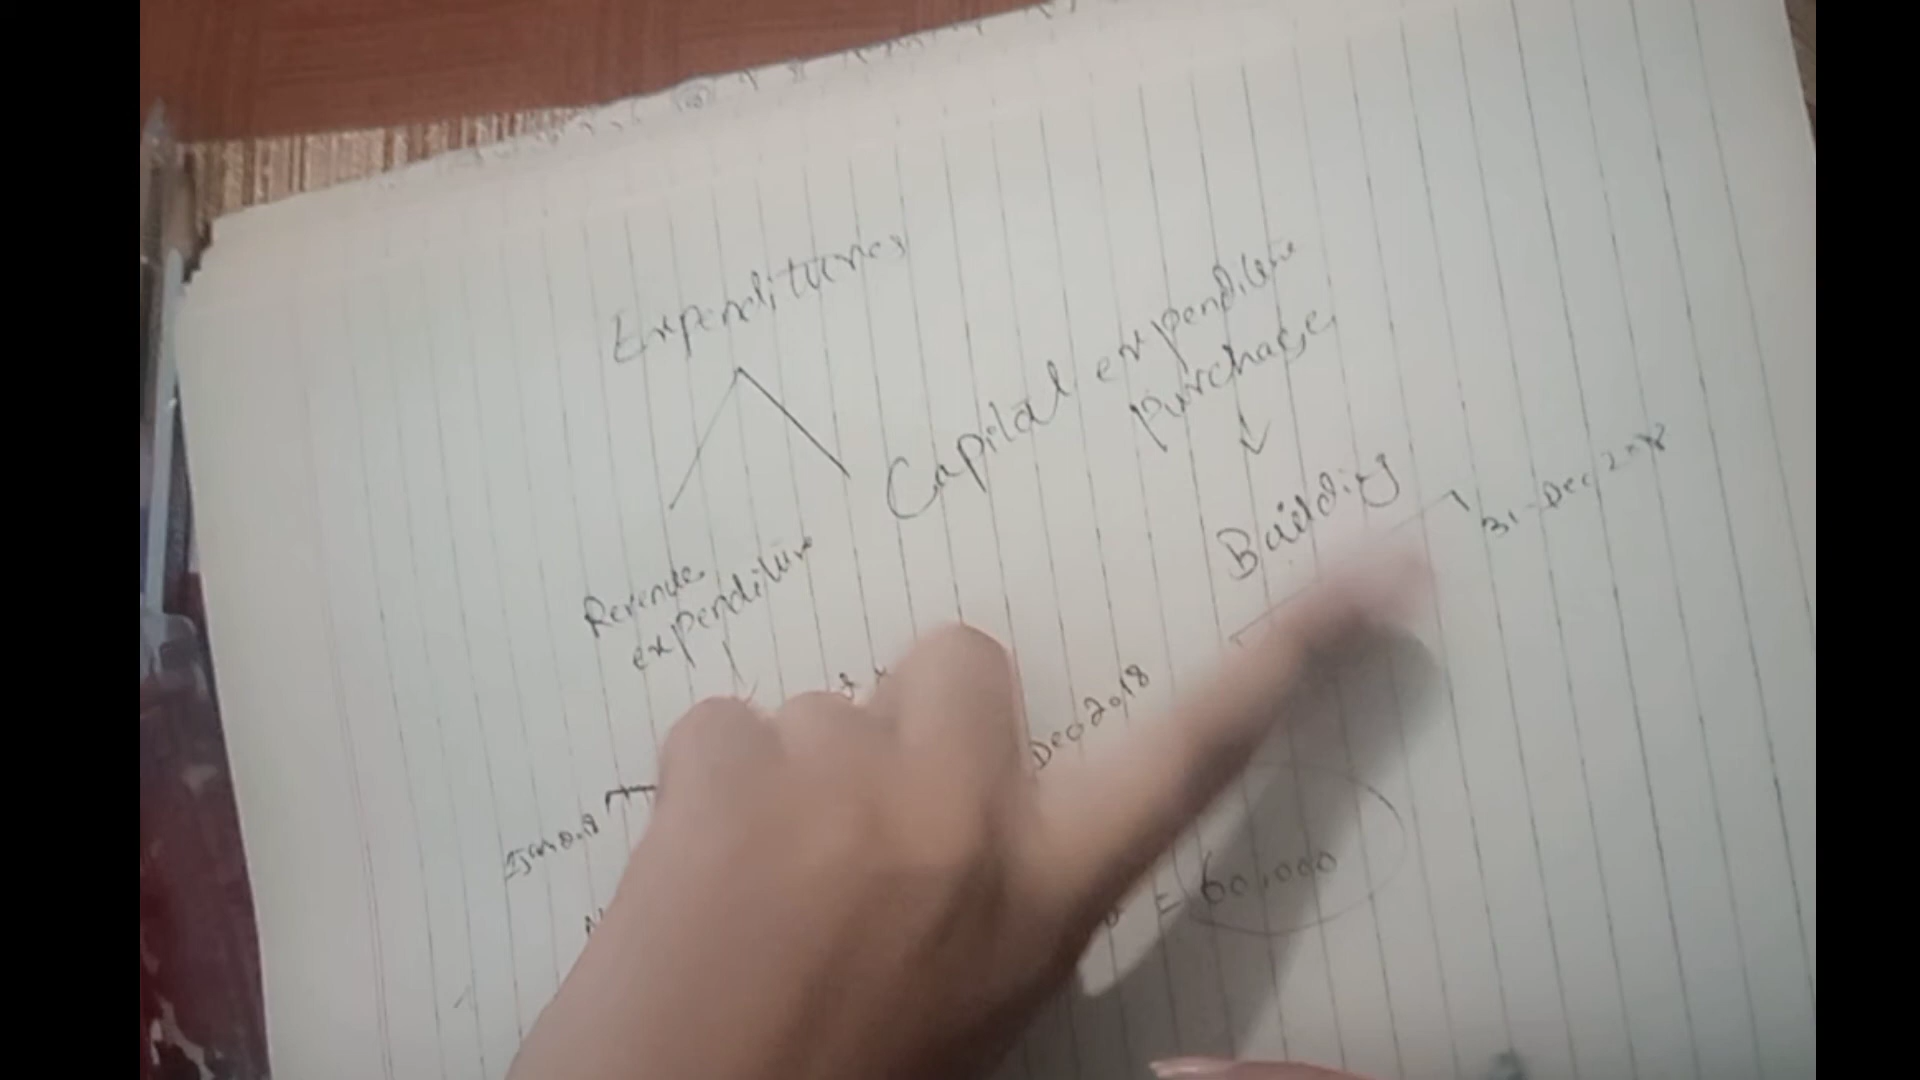 Expenditures
Capital expenditure
Purchase
Building
31-Dec 2018
Revenue
expenditure
Dec 2018
= 60,000